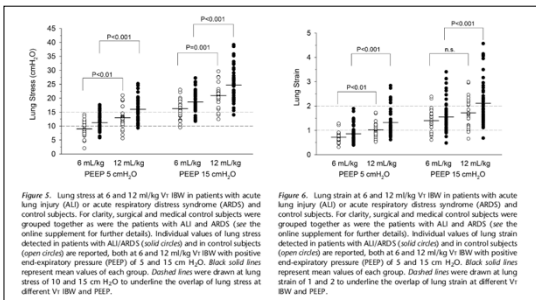 P<0.001
P<0.001
P<0.001
P<0.01
Lung Stress (cmH2O)
45
40
35
30
25
20
15
10
5
0
6 mL/kg 12 mL/kg 6 mL/kg 12 mL/kg
PEEP 5 cmH2O PEEP 15 cmH2O
Figure 5. Lung stress at 6 and 12 ml/kg VT IBW in patients with acute
lung injury (ALI) or acute respiratory distress syndrome (ARDS) and
control subjects. For clarity, surgical and medical control subjects were
grouped together as were the patients with ALI and ARDS (see the
online supplement for further details). Individual values of lung stress
detected in patients with ALI/ARDS (solid circles) and in control subjects
(open circles) are reported, both at 6 and 12 ml/kg VT IBW with positive
end-expiratory pressure (PEEP) of 5 and 15 cm H2O. Black solid lines
represent mean values of each group. Dashed lines were drawn at lung
stress of 10 and 15 cm H2O to underline the overlap of lung stress at
different VT IBW and PEEP.
P<0.001
P<0.001
n.s.
P<0.01
Lung Strain
5
4
3
2
1
0
6 mL/kg 12 mL/kg 6 mL/kg 12 mL/kg
PEEP 5 cmH2O PEEP 15 cmH2O
Figure 6. Lung strain at 6 and 12 ml/kg VT IBW in patients with acute
lung injury (ALI) or acute respiratory distress syndrome (ARDS) and
control subjects. For clarity, surgical and medical control subjects were
grouped together as were the patients with ALI and ARDS (see the
online supplement for further details). Individual values of lung strain
detected in patients with ALI/ARDS (solid circles) and in control subjects
(open circles) are reported, both at 6 and 12 ml/kg VT IBW with positive
end-expiratory pressure (PEEP) of 5 and 15 cm H2O. Black solid lines
represent mean values of each group. Dashed lines were drawn at lung
strain of 1 and 2 to underline the overlap of lung strain at different VT
IBW and PEEP.